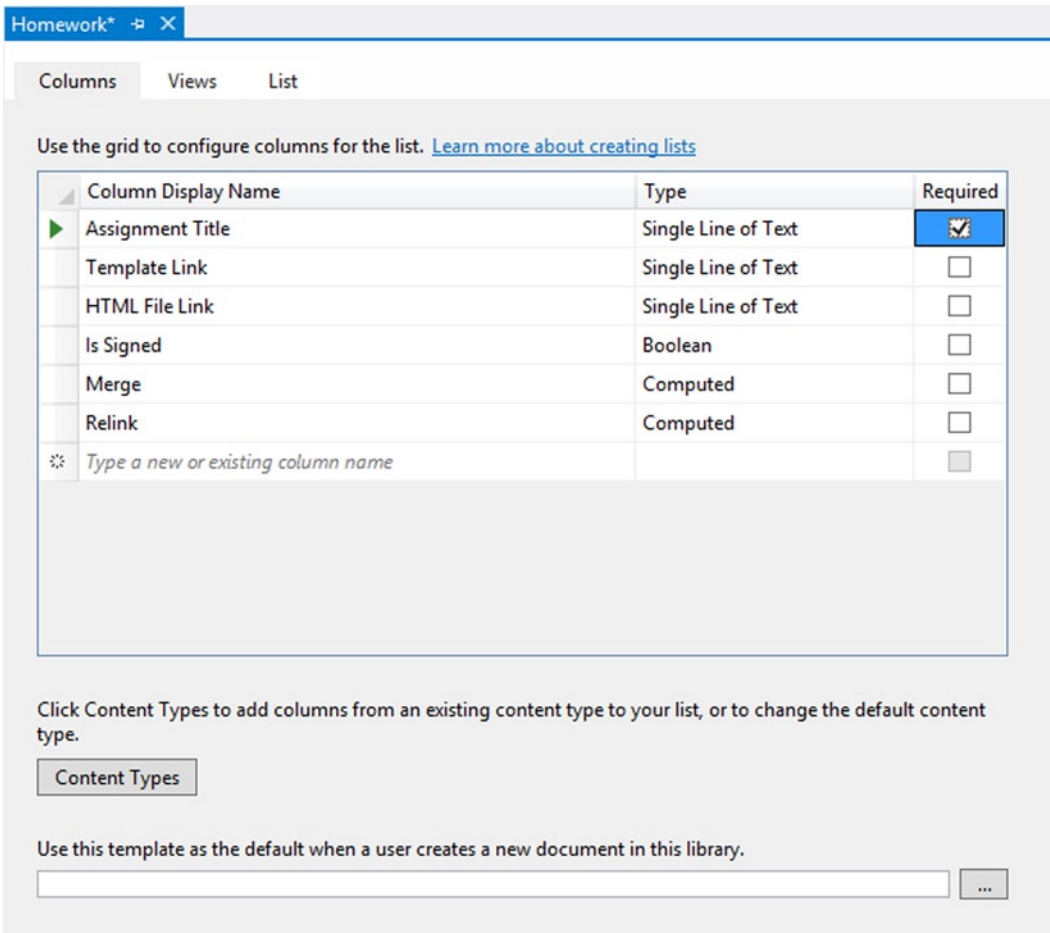 Homework*
Columns Views List
Use the grid to configure columns for the list. Learn more about creating lists
Column Display Name Type Required
Assignment Title Single Line of Text
Template Link Single Line of Text
HTML File Link Single Line of Text
Is Signed Boolean
Merge Computed
Relink Computed
Type a new or existing column name
Click Content Types to add columns from an existing content type to your list, or to change the default content
type.
Content Types
Use this template as the default when a user creates a new document in this library.
...